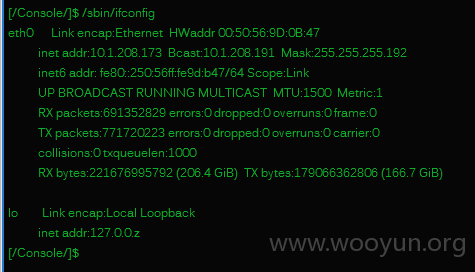 [/Console/]$ /sbin/ifconfig
eth0 Link encap:Ethernet HWaddr 00:50:56:9D:0B:47
inet addr:10.1.208.173 Bcast:10.1.208.191 Mask:255.255.255.192
inet6 addr: fe80::250:56ff:fe9d:b47/64 Scope:Link
UP BROADCAST RUNNING MULTICAST MTU:1500 Metric:1
RX packets:691352829 errors:0 dropped:0 overruns:0 frame:0
TX packets:771720223 errors:0 dropped:0 overruns:0 carrier:0
collisions:0 txqueuelen:1000
RX bytes:221676995792 (206.4 GiB) TX bytes:179066362806 (166.7 GiB)
lo Link encap:Local Loopback
inet addr:127.0.0.z
[/Console/]$
www.wooyun.org